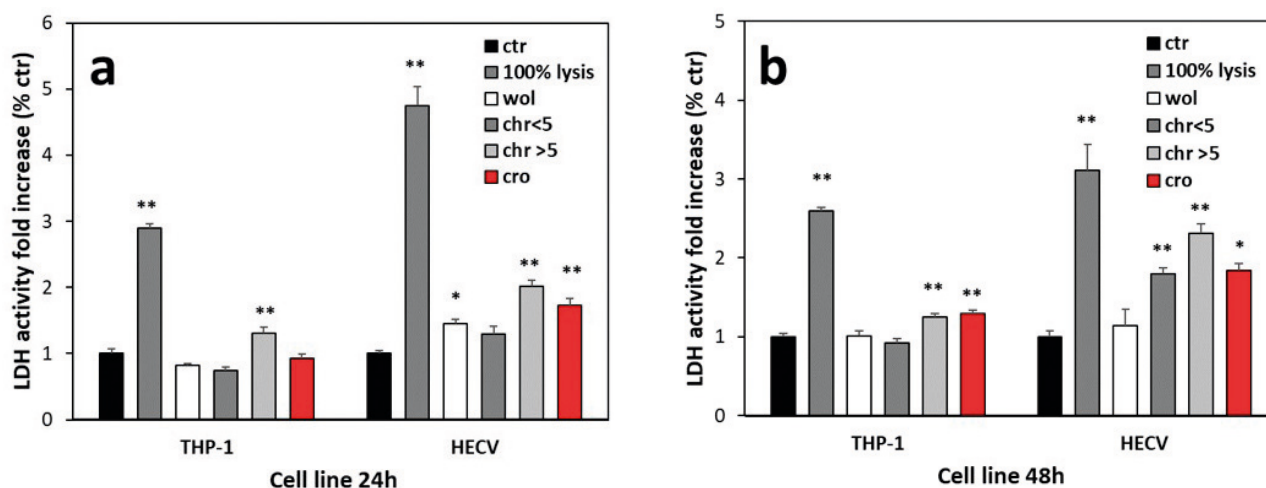 a
LDH activity fold increase (% ctr)
6
5
4
3
2
1
0
ctr
100% lysis
wol
chr<5
chr >5
cro
**
**
**
*
**
**
THP-1
HECV
Cell line 24h
b
LDH activity fold increase (% ctr)
5
4
3
2
1
0
ctr
100% lysis
wol
chr<5
chr >5
cro
**
**
**
**
**
**
*
THP-1
HECV
Cell line 48h